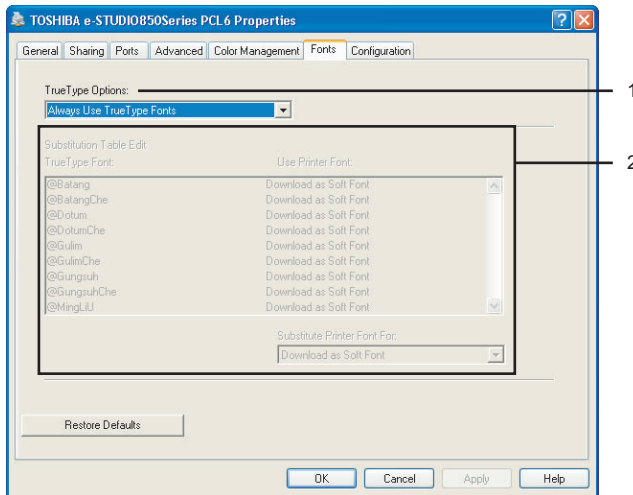 TOSHIBA e-STUDIO850Series PCL6 Properties
General Sharing Ports Advanced Color Management Fonts Configuration
TrueType Options: 1
Always Use TrueType Fonts
Substitution Table Edit 2
TrueType Font: Use Printer Font:
@Batang Download as Soft Font
@BatangChe Download as Soft Font
@Dotum Download as Soft Font
@DotumChe Download as Soft Font
@Gulim Download as Soft Font
@GulimChe Download as Soft Font
@Gungsuh Download as Soft Font
@GungsuhChe Download as Soft Font
@MingLiU Download as Soft Font
Substitute Printer Font For:
Download as Soft Font
Restore Defaults
OK Cancel Apply Help